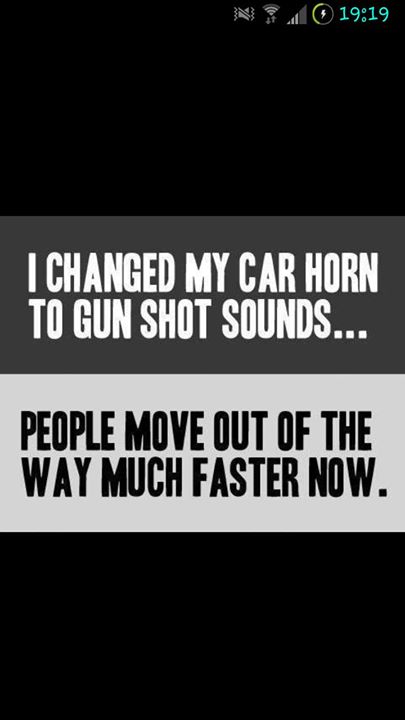 19:19
I CHANGED MY CAR HORN
TO GUN SHOT SOUNDS...
PEOPLE MOVE OUT OF THE
WAY MUCH FASTER NOW.